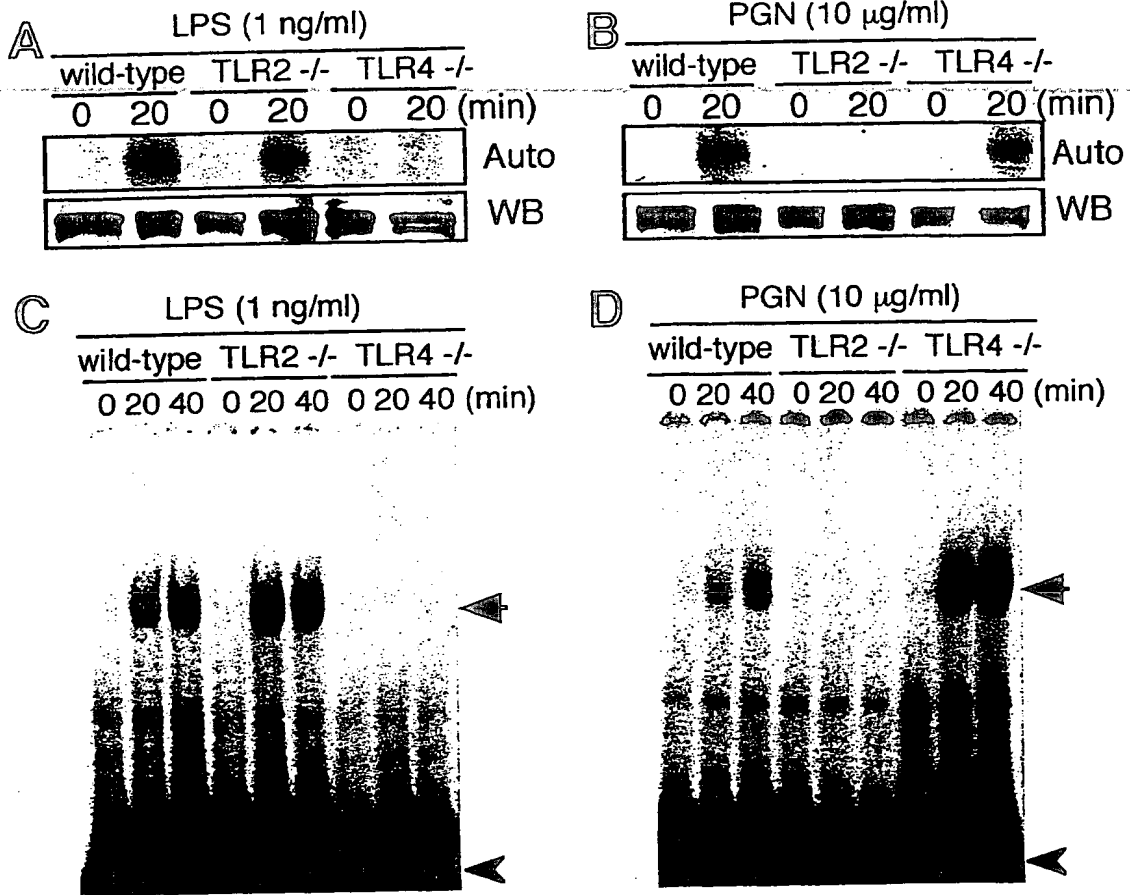 A
LPS (1 ng/ml)
wild-type TLR2 -/- TLR4 -/-
0 20 0 20 0 20 (min)
Auto
WB
B
PGN (10 µg/ml)
wild-type TLR2 -/- TLR4 -/-
0 20 0 20 0 20 (min)
Auto
WB
C
LPS (1 ng/ml)
wild-type TLR2 -/- TLR4 -/-
0 20 40 0 20 40 0 20 40 (min)
D
PGN (10 µg/ml)
wild-type TLR2 -/- TLR4 -/-
0 20 40 0 20 40 0 20 40 (min)